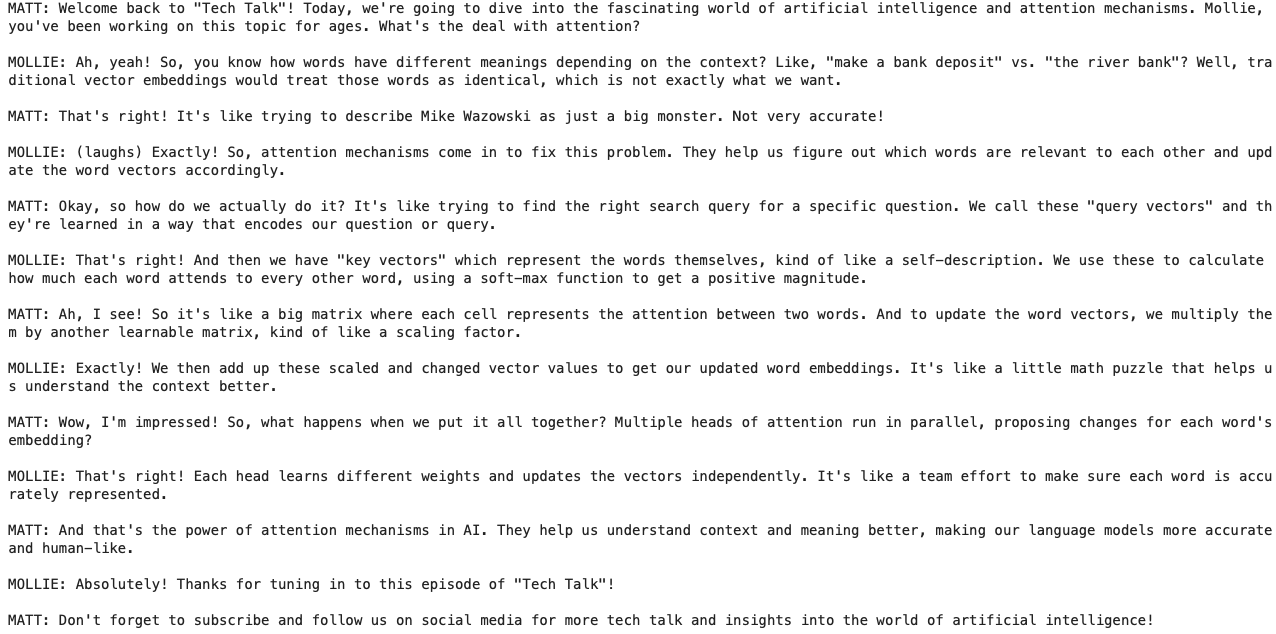 MATT: Welcome back to "Tech Talk"! Today, we're going to dive into the fascinating world of artificial intelligence and attention mechanisms. Mollie,
you've been working on this topic for ages. What's the deal with attention?
MOLLIE: Ah, yeah! So, you know how words have different meanings depending on the context? Like, "make a bank deposit" vs. "the river bank"? Well, tra
ditional vector embeddings would treat those words as identical, which is not exactly what we want.
MATT: That's right! It's like trying to describe Mike Wazowski as just a big monster. Not very accurate!
MOLLIE: (laughs) Exactly! So, attention mechanisms come in to fix this problem. They help us figure out which words are relevant to each other and upd
ate the word vectors accordingly.
MATT: Okay, so how do we actually do it? It's like trying to find the right search query for a specific question. We call these "query vectors" and th
ey're learned in a way that encodes our question or query.
MOLLIE: That's right! And then we have "key vectors" which represent the words themselves, kind of like a self-description. We use these to calculate
how much each word attends to every other word, using a soft-max function to get a positive magnitude.
MATT: Ah, I see! So it's like a big matrix where each cell represents the attention between two words. And to update the word vectors, we multiply the
m by another learnable matrix, kind of like a scaling factor.
MOLLIE: Exactly! We then add up these scaled and changed vector values to get our updated word embeddings. It's like a little math puzzle that helps u
s understand the context better.
MATT: Wow, I'm impressed! So, what happens when we put it all together? Multiple heads of attention run in parallel, proposing changes for each word's
embedding?
MOLLIE: That's right! Each head learns different weights and updates the vectors independently. It's like a team effort to make sure each word is accu
rately represented.
MATT: And that's the power of attention mechanisms in AI. They help us understand context and meaning better, making our language models more accurate
and human-like.
MOLLIE: Absolutely! Thanks for tuning in to this episode of "Tech Talk"!
MATT: Don't forget to subscribe and follow us on social media for more tech talk and insights into the world of artificial intelligence!